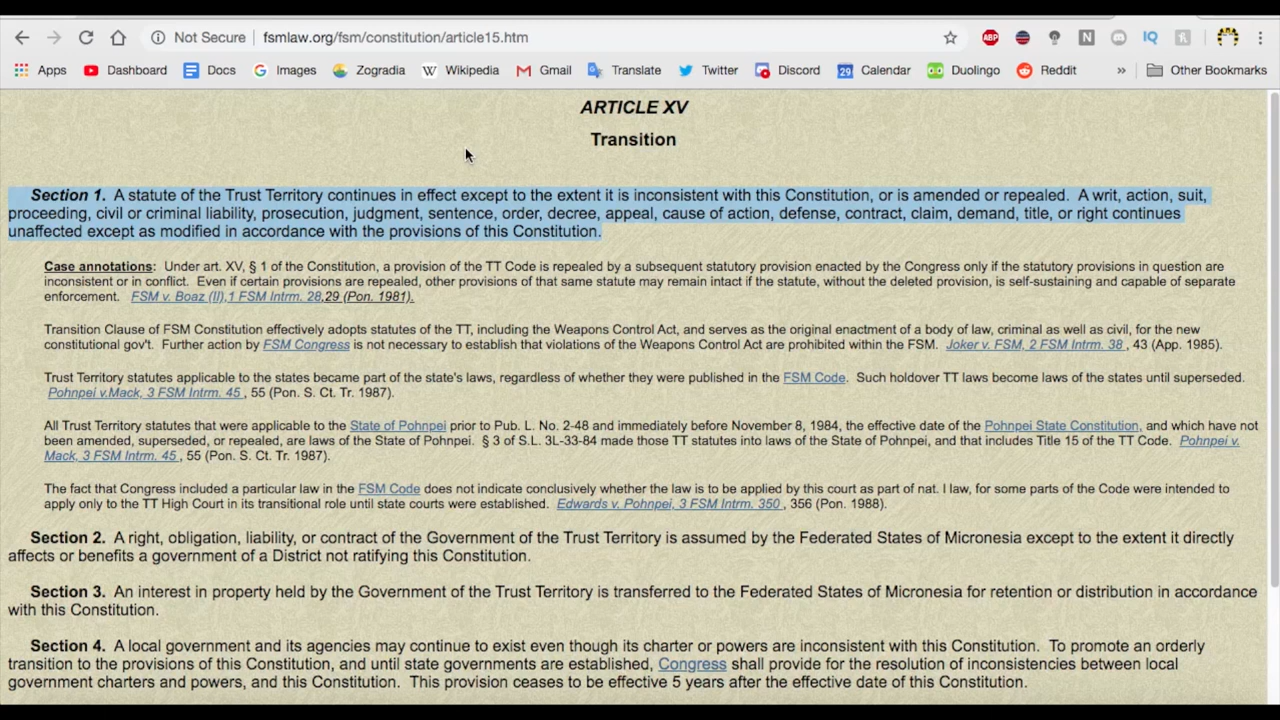 Not Secure fsmlaw.org/fsm/constitution/article15.htm ABP N IQ
Apps Dashboard Docs Images Zogradia W Wikipedia Gmail Translate Twitter Discord 29 Calendar Duolingo Reddit » Other Bookmarks
ARTICLE XV
Transition
Section 1. A statute of the Trust Territory continues in effect except to the extent it is inconsistent with this Constitution, or is amended or repealed. A writ, action, suit,
proceeding, civil or criminal liability, prosecution, judgment, sentence, order, decree, appeal, cause of action, defense, contract, claim, demand, title, or right continues
unaffected except as modified in accordance with the provisions of this Constitution.
Case annotations: Under art. XV, § 1 of the Constitution, a provision of the TT Code is repealed by a subsequent statutory provision enacted by the Congress only if the statutory provisions in question are
inconsistent or in conflict. Even if certain provisions are repealed, other provisions of that same statute may remain intact if the statute, without the deleted provision, is self-sustaining and capable of separate
enforcement. FSM v. Boaz (II),1 FSM Intrm. 28,29 (Pon. 1981).
Transition Clause of FSM Constitution effectively adopts statutes of the TT, including the Weapons Control Act, and serves as the original enactment of a body of law, criminal as well as civil, for the new
constitutional gov't. Further action by FSM Congress is not necessary to establish that violations of the Weapons Control Act are prohibited within the FSM. Joker v. FSM, 2 FSM Intrm. 38 , 43 (App. 1985).
Trust Territory statutes applicable to the states became part of the state's laws, regardless of whether they were published in the FSM Code. Such holdover TT laws become laws of the states until superseded.
Pohnpei v.Mack, 3 FSM Intrm. 45 , 55 (Pon. S. Ct. Tr. 1987).
All Trust Territory statutes that were applicable to the State of Pohnpei prior to Pub. L. No. 2-48 and immediately before November 8, 1984, the effective date of the Pohnpei State Constitution, and which have not
been amended, superseded, or repealed, are laws of the State of Pohnpei. § 3 of S.L. 3L-33-84 made those TT statutes into laws of the State of Pohnpei, and that includes Title 15 of the TT Code. Pohnpei v.
Mack, 3 FSM Intrm. 45 , 55 (Pon. S. Ct. Tr. 1987).
The fact that Congress included a particular law in the FSM Code does not indicate conclusively whether the law is to be applied by this court as part of nat. l law, for some parts of the Code were intended to
apply only to the TT High Court in its transitional role until state courts were established. Edwards v. Pohnpei, 3 FSM Intrm. 350 , 356 (Pon. 1988).
Section 2. A right, obligation, liability, or contract of the Government of the Trust Territory is assumed by the Federated States of Micronesia except to the extent it directly
affects or benefits a government of a District not ratifying this Constitution.
Section 3. An interest in property held by the Government of the Trust Territory is transferred to the Federated States of Micronesia for retention or distribution in accordance
with this Constitution.
Section 4. A local government and its agencies may continue to exist even though its charter or powers are inconsistent with this Constitution. To promote an orderly
transition to the provisions of this Constitution, and until state governments are established, Congress shall provide for the resolution of inconsistencies between local
government charters and powers, and this Constitution. This provision ceases to be effective 5 years after the effective date of this Constitution.